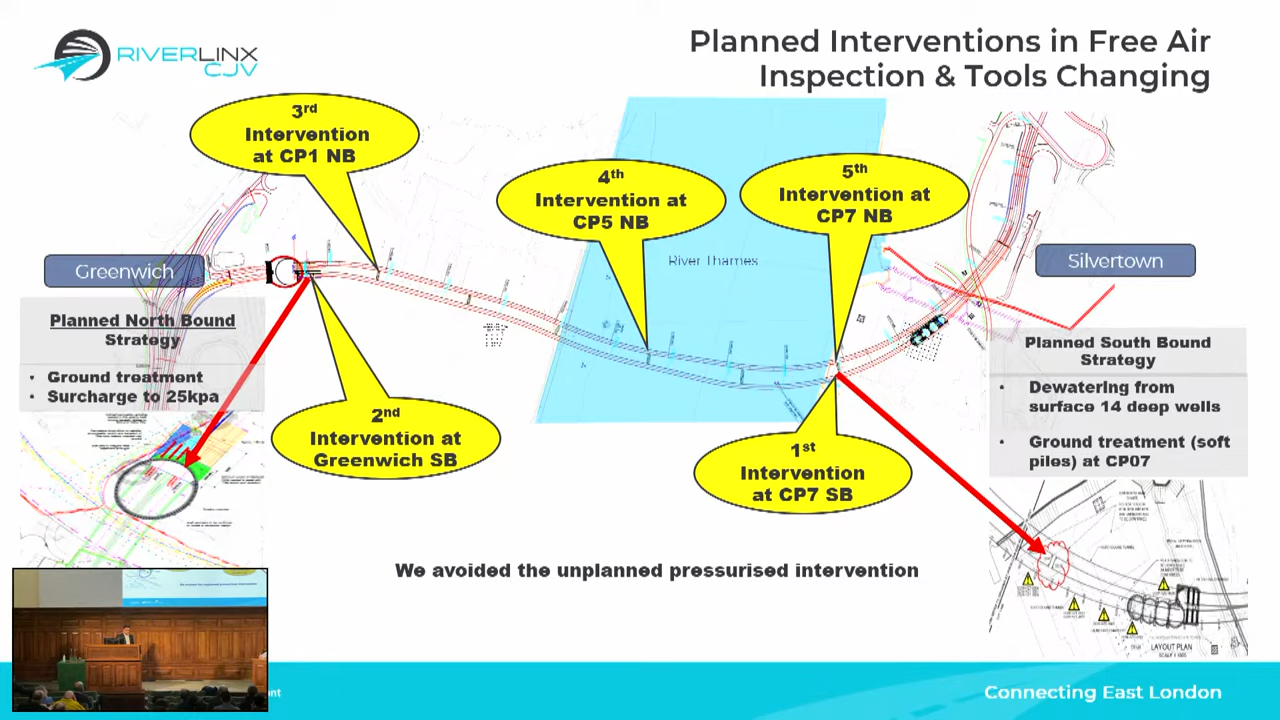 RIVERLINX
CJV
Planned Interventions in Free Air
Inspection & Tools Changing
3rd
Intervention
at CP1 NB
4th
Intervention at
CP5 NB
5th
Intervention at
CP7 NB
River Thames
Greenwich
Silvertown
Planned North Bound
Strategy
• Ground treatment
• Surcharge to 25kpa
Planned South Bound
Strategy
• Dewatering from
surface 14 deep wells
• Ground treatment (soft
piles) at CP07
2nd
Intervention at
Greenwich SB
1st
Intervention
at CP7 SB
We avoided the unplanned pressurised intervention
LAYOUT PLAN
Connecting East London